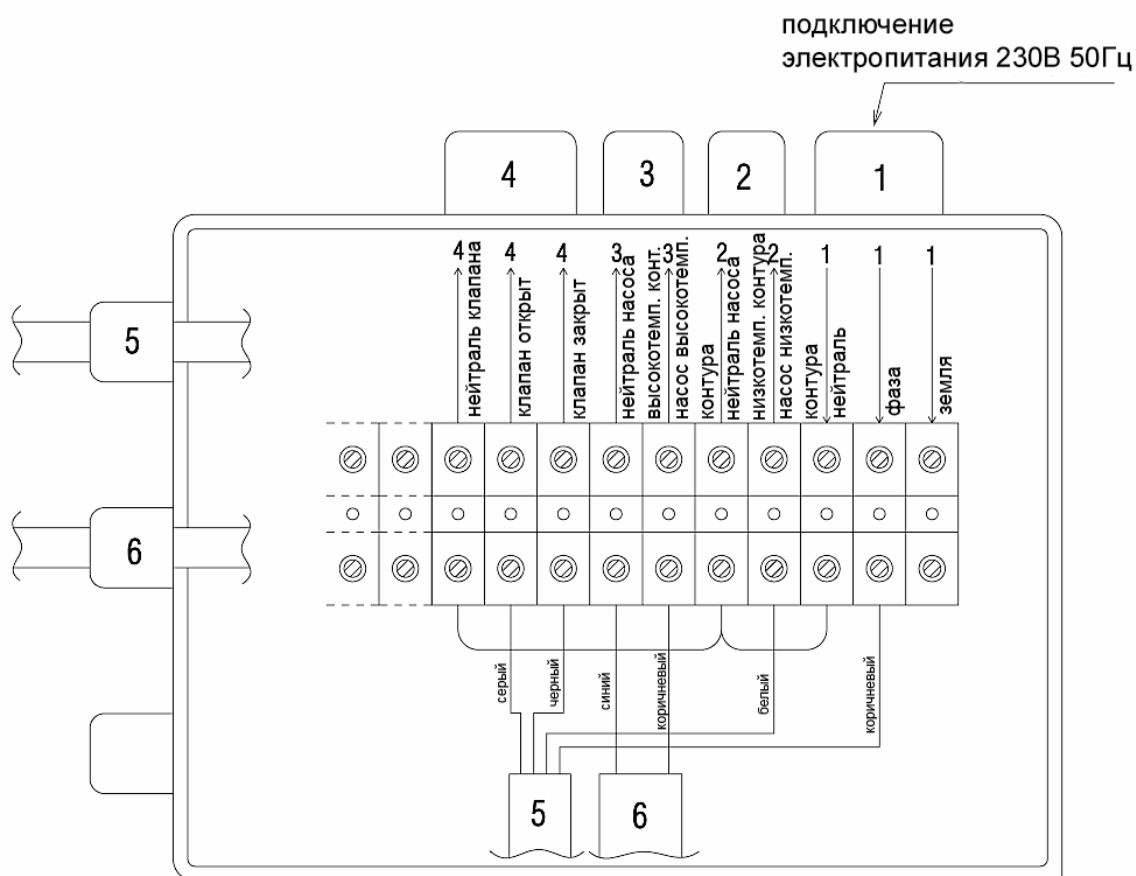 подключение
электропитания 230В 50Гц
4
3
2
1
4
4
4
3
3
2
2
1
1
1
нейтраль клапана
клапан открыт
клапан закрыт
нейтраль насоса
высокотемп. конт.
насос высокотемп.
контура
нейтраль насоса
низкотемп. контура
насос низкотемп.
контура
нейтраль
фаза
земля
5
6
серый
черный
синий
коричневый
белый
коричневый
5
6